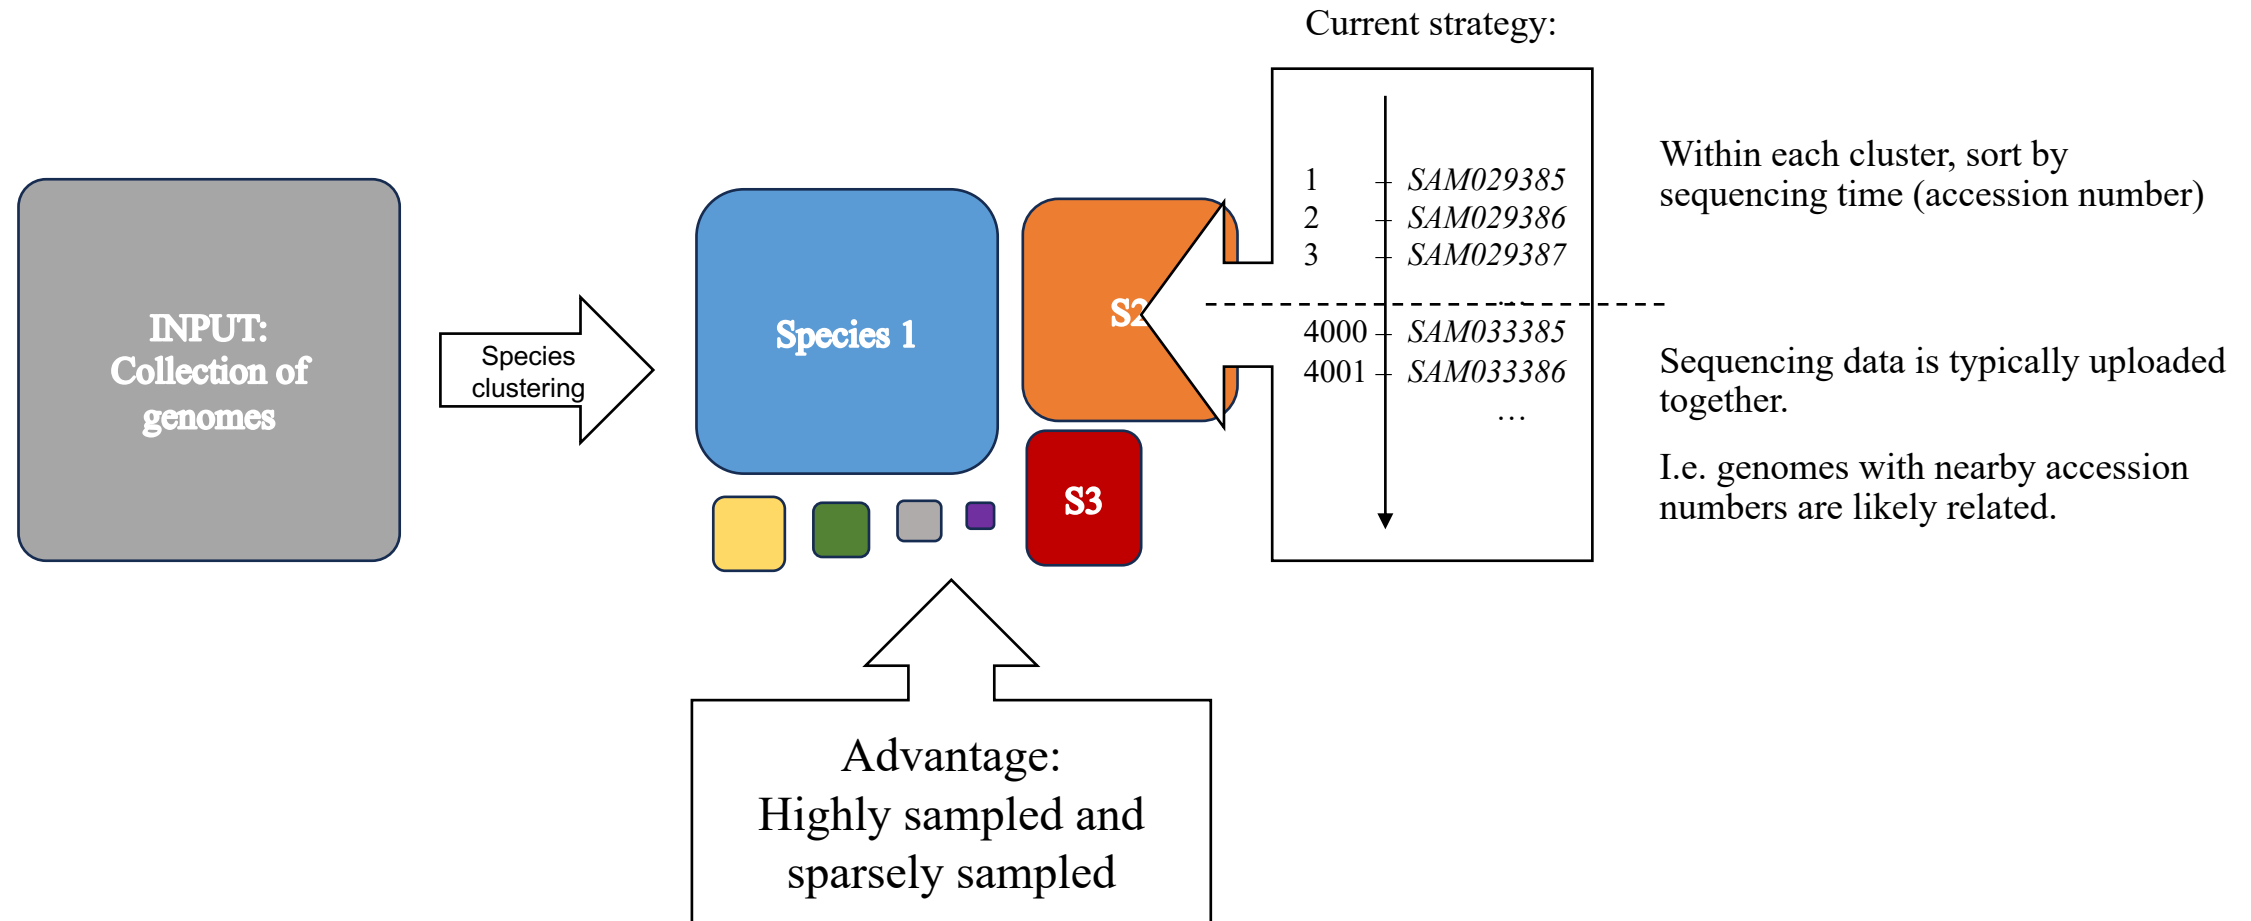 Current strategy:
INPUT:
Collection of
genomes
Species
clustering
Species 1
S2
S3
1 SAM029385
2 SAM029386
3 SAM029387
...
4000 SAM033385
4001 SAM033386
...
Within each cluster, sort by
sequencing time (accession number)
Sequencing data is typically uploaded
together.
I.e. genomes with nearby accession
numbers are likely related.
Advantage:
Highly sampled and
sparsely sampled